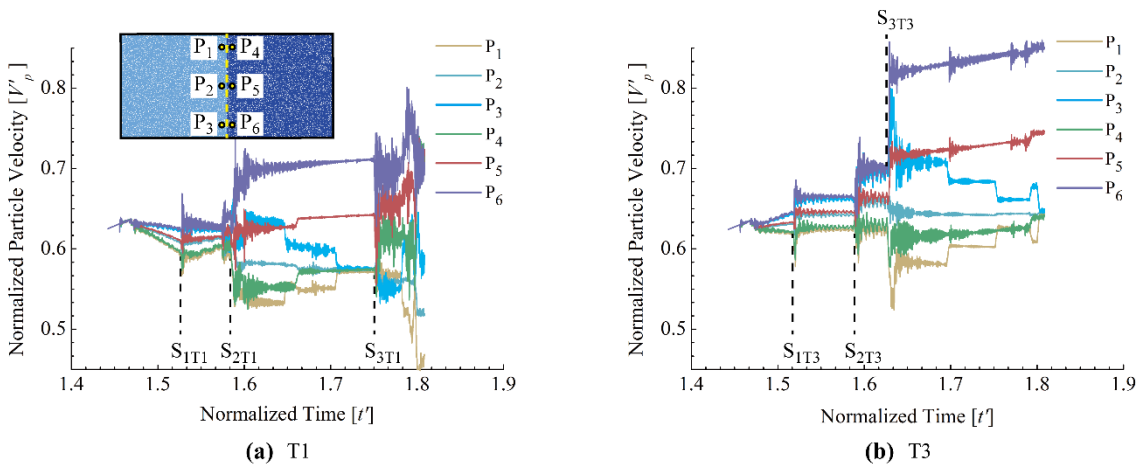 S3T3
P1 P4
P2 P5
P3 P6
P1
P2
P3
P4
P5
P6
0.8
0.7
0.6
0.5
Normalized Particle Velocity [V'p]
S1T1 S2T1 S3T1
1.4 1.5 1.6 1.7 1.8 1.9
Normalized Time [t']
(a) T1
P1
P2
P3
P4
P5
P6
0.8
0.7
0.6
0.5
Normalized Particle Velocity [V'p]
S1T3 S2T3
1.4 1.5 1.6 1.7 1.8 1.9
Normalized Time [t']
(b) T3